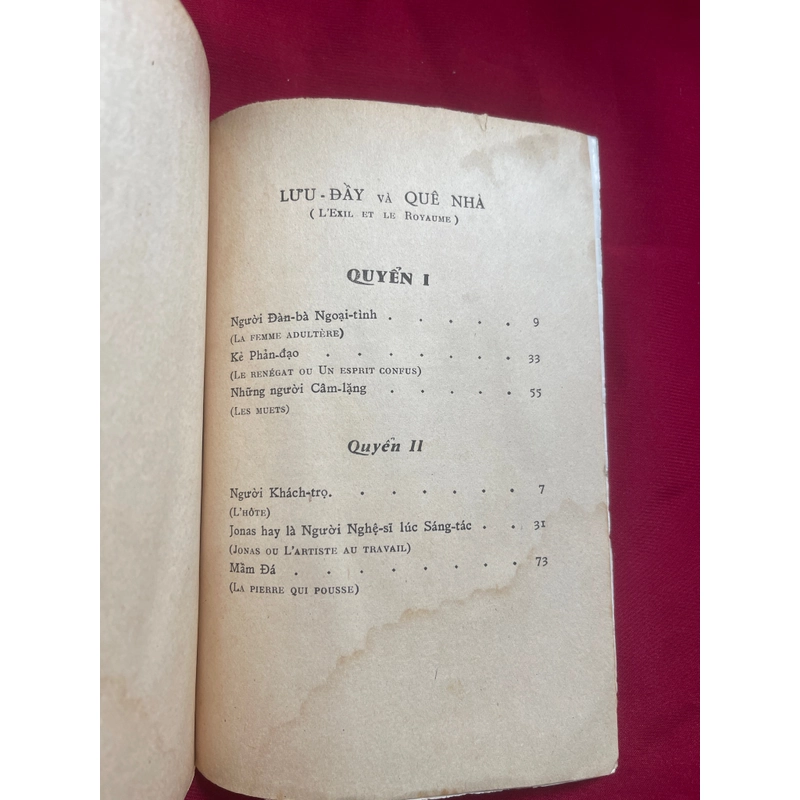 LƯU-ĐẦY VÀ QUÊ NHÀ
(L'EXIL ET LE ROYAUME)
QUYỂN I
Người Đàn-bà Ngoại-tình . . . . . 9
(LA FEMME ADULTÈRE)
Kẻ Phản-đạo . . . . . . . 33
(LE RENÉGAT OU UN ESPRIT CONFUS)
Những người Câm-lặng . . . . . 55
(LES MUETS)
Quyển II
Người Khách-trọ. . . . . . . 7
(L'HÔTE)
Jonas hay là Người Nghệ-sĩ lúc Sáng-tác . . 31
(JONAS OU L'ARTISTE AU TRAVAIL)
Mầm Đá . . . . . . . . 73
(LA PIERRE QUI POUSSE)